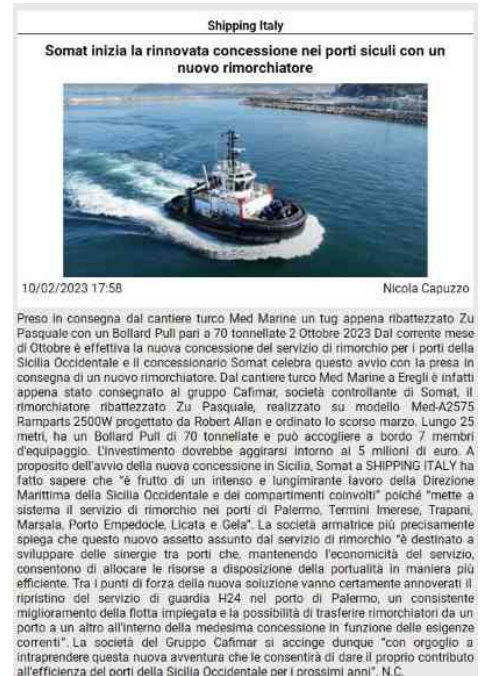 Shipping Italy
Somat inizia la rinnovata concessione nei porti siculi con un
nuovo rimorchiatore
10/02/2023 17:58
Nicola Capuzzo
Preso in consegna dal cantiere turco Med Marine un tug appena ribattezzato Zu
Pasquale con un Bollard Pull pari a 70 tonnellate 2 Ottobre 2023 Dal corrente mese
di Ottobre è effettiva la nuova concessione del servizio di rimorchio per i porti della
Sicilia Occidentale e il concessionario Somat celebra questo avvio con la presa in
consegna di un nuovo rimorchiatore. Dal cantiere turco Med Marine a Eregli è infatti
appena stato consegnato al gruppo Cafimar, società controllante di Somat, il
rimorchiatore ribattezzato Zu Pasquale, realizzato su modello Med-A2575
Ramparts 2500W progettato da Robert Allan e ordinato lo scorso marzo. Lungo 25
metri, ha un Bollard Pull di 70 tonnellate e può accogliere a bordo 7 membri
d'equipaggio. L'investimento dovrebbe aggirarsi intorno ai 5 milioni di euro. A
proposito dell'avvio della nuova concessione in Sicilia, Somat a SHIPPING ITALY ha
fatto sapere che "è frutto di un intenso e lungimirante lavoro della Direzione
Marittima della Sicilia Occidentale e dei compartimenti coinvolti" poiché "mette a
sistema il servizio di rimorchio nei porti di Palermo, Termini Imerese, Trapani,
Marsala, Porto Empedocle, Licata e Gela". La società armatrice più precisamente
spiega che questo nuovo assetto assunto dal servizio di rimorchio "è destinato a
sviluppare delle sinergie tra porti che, mantenendo l'economicità del servizio,
consentono di allocare le risorse a disposizione della portualità in maniera più
efficiente. Tra i punti di forza della nuova soluzione vanno certamente annoverati il
ripristino del servizio di guardia H24 nel porto di Palermo, un consistente
miglioramento della flotta impiegata e la possibilità di trasferire rimorchiatori da un
porto a un altro all'interno della medesima concessione in funzione delle esigenze
correnti". La società del Gruppo Cafimar si accinge dunque "con orgoglio a
intraprendere questa nuova avventura che le consentirà di dare il proprio contributo
all'efficienza dei porti della Sicilia Occidentale per i prossimi anni". N.C.